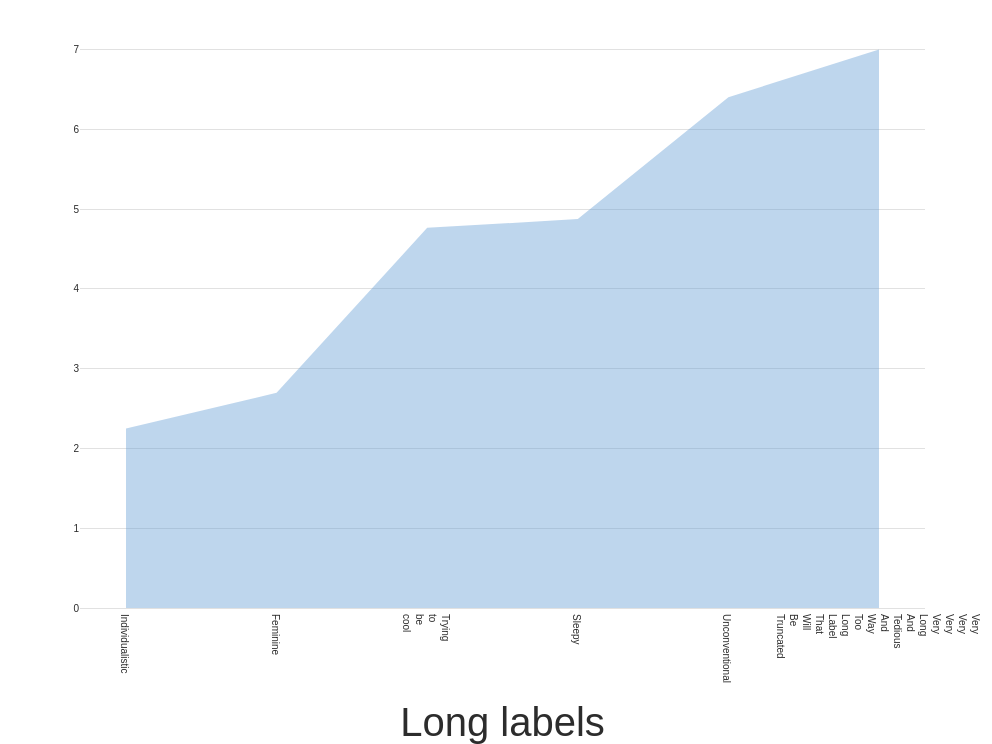 7
6
5
4
3
2
1
0
Individualistic
Feminine
Trying
to
be
cool
Sleepy
Unconventional
Very
Very
Very
Very
Long
And
Tedious
And
Way
Too
Long
Label
That
Will
Be
Truncated
Long labels